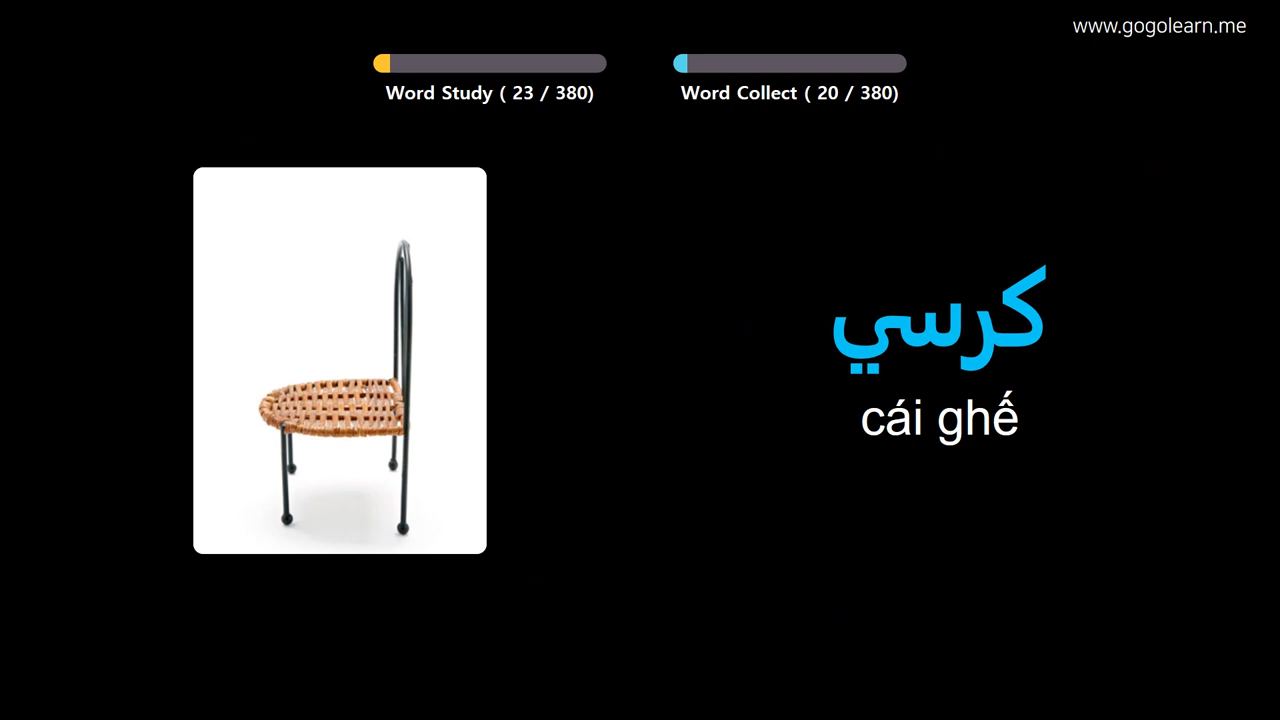 www.gogolearn.me
Word Study ( 23 / 380)
Word Collect ( 20 / 380)
كرسي
cái ghế